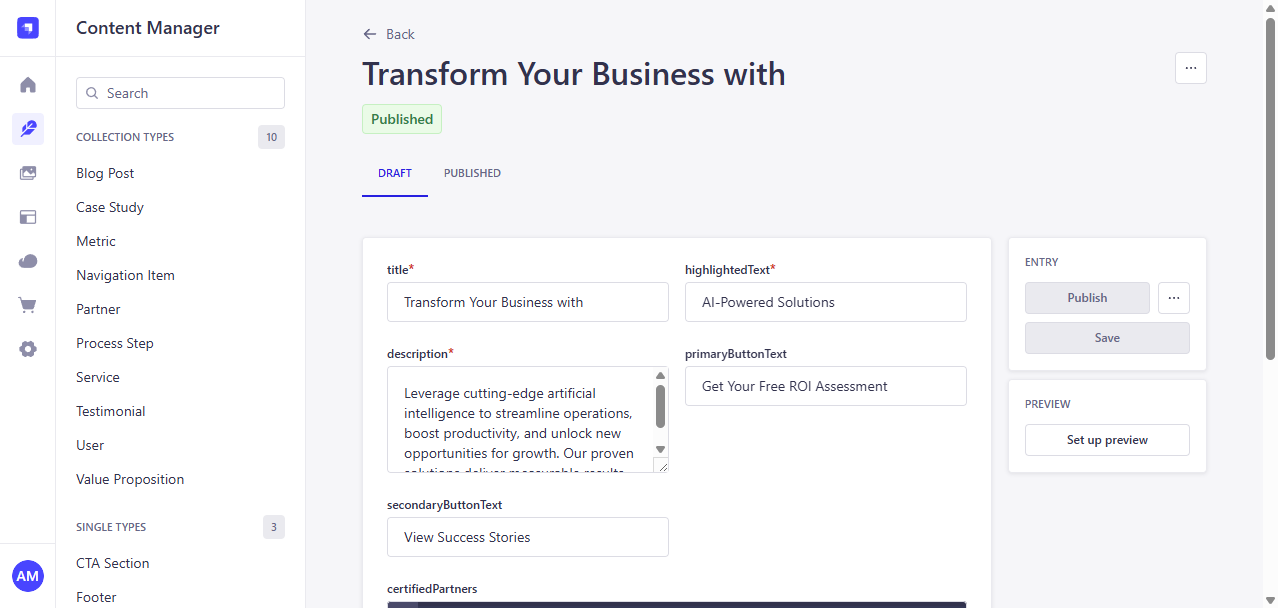 Content Manager
Search
COLLECTION TYPES
10
Blog Post
Case Study
Metric
Navigation Item
Partner
Process Step
Service
Testimonial
User
Value Proposition
SINGLE TYPES
3
CTA Section
Footer
AM
Back
Transform Your Business with
...
Published
DRAFT
PUBLISHED
title*
Transform Your Business with
highlightedText*
AI-Powered Solutions
description*
Leverage cutting-edge artificial
intelligence to streamline operations,
boost productivity, and unlock new
opportunities for growth. Our proven
solutions deliver measurable results
primaryButtonText
Get Your Free ROI Assessment
secondaryButtonText
View Success Stories
certifiedPartners
ENTRY
Publish
...
Save
PREVIEW
Set up preview